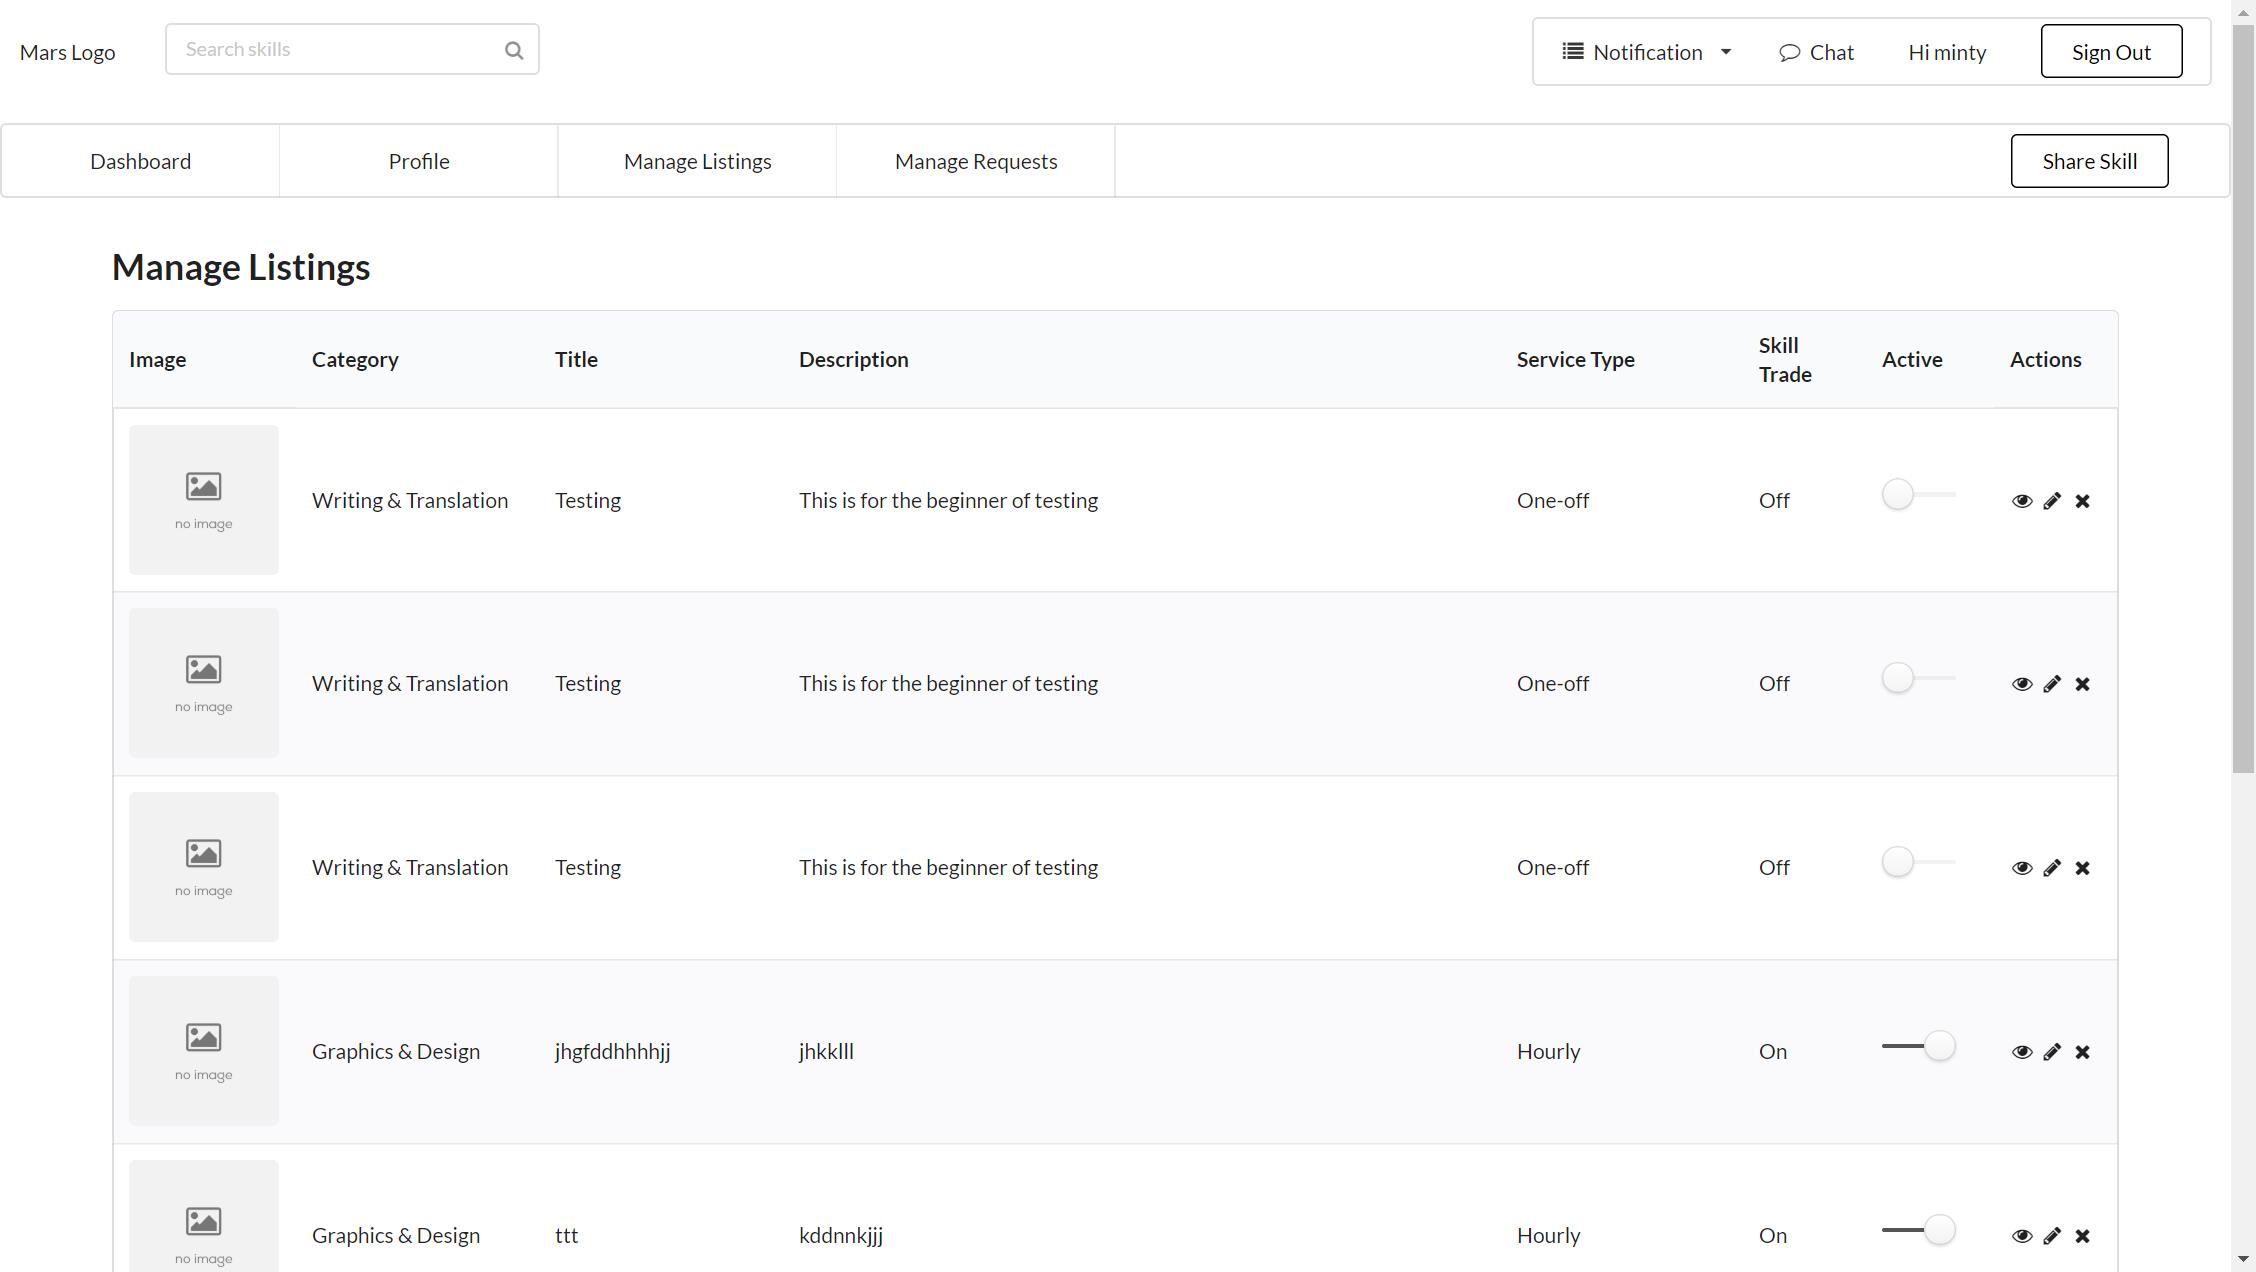 Mars Logo
Search skills
Notification
Chat
Hi minty
Sign Out
Dashboard
Profile
Manage Listings
Manage Requests
Share Skill
Manage Listings
Image Category Title Description Service Type Skill Trade Active Actions
no image
Writing & Translation Testing This is for the beginner of testing One-off Off
no image
Writing & Translation Testing This is for the beginner of testing One-off Off
no image
Writing & Translation Testing This is for the beginner of testing One-off Off
no image
Graphics & Design jhgfddhhhhjj jhkklll Hourly On
no image
Graphics & Design ttt kddnnkjjj Hourly On
no image